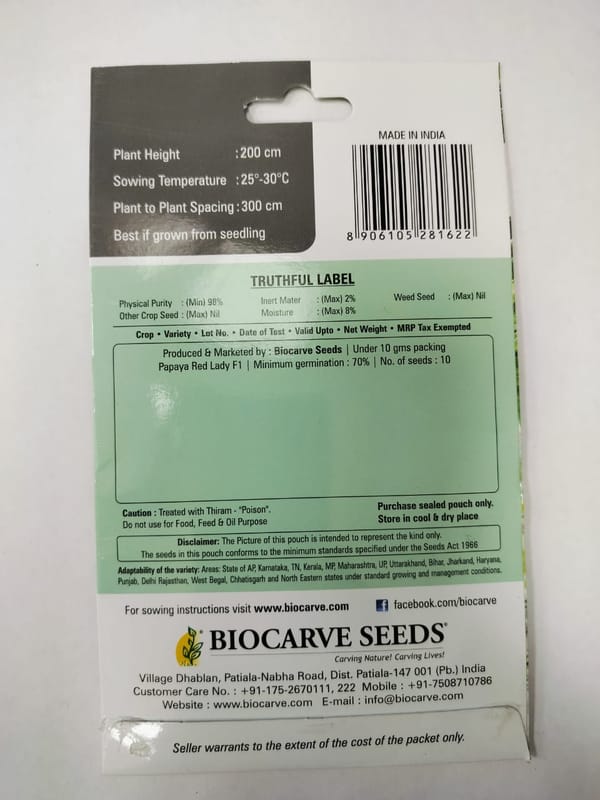 MADE IN INDIA
8 906105 281622
Plant Height : 200 cm
Sowing Temperature : 25°-30°C
Plant to Plant Spacing : 300 cm
Best if grown from seedling
TRUTHFUL LABEL
Physical Purity : (Min) 98% Inert Mater : (Max) 2% Weed Seed : (Max) Nil
Other Crop Seed : (Max) Nil Moisture : (Max) 8%
Crop • Variety • Lot No. • Date of Test • Valid Upto • Net Weight • MRP Tax Exempted
Produced & Marketed by : Biocarve Seeds | Under 10 gms packing
Papaya Red Lady F1 | Minimum germination : 70% | No. of seeds : 10
Caution : Treated with Thiram - "Poison". Purchase sealed pouch only.
Do not use for Food, Feed & Oil Purpose Store in cool & dry place
Disclaimer: The Picture of this pouch is intended to represent the kind only.
The seeds in this pouch conforms to the minimum standards specified under the Seeds Act 1966
Adaptability of the variety: Areas: State of AP, Karnataka, TN, Kerala, MP, Maharashtra, UP, Uttarakhand, Bihar, Jharkand, Haryana,
Punjab, Delhi Rajasthan, West Begal, Chhatisgarh and North Eastern states under standard growing and management conditions.
For sowing instructions visit www.biocarve.com f facebook.com/biocarve
BIOCARVE SEEDS®
Carving Nature! Carving Lives!
Village Dhablan, Patiala-Nabha Road, Dist. Patiala-147 001 (Pb.) India
Customer Care No. : +91-175-2670111, 222 Mobile : +91-7508710786
Website : www.biocarve.com E-mail : info@biocarve.com
Seller warrants to the extent of the cost of the packet only.